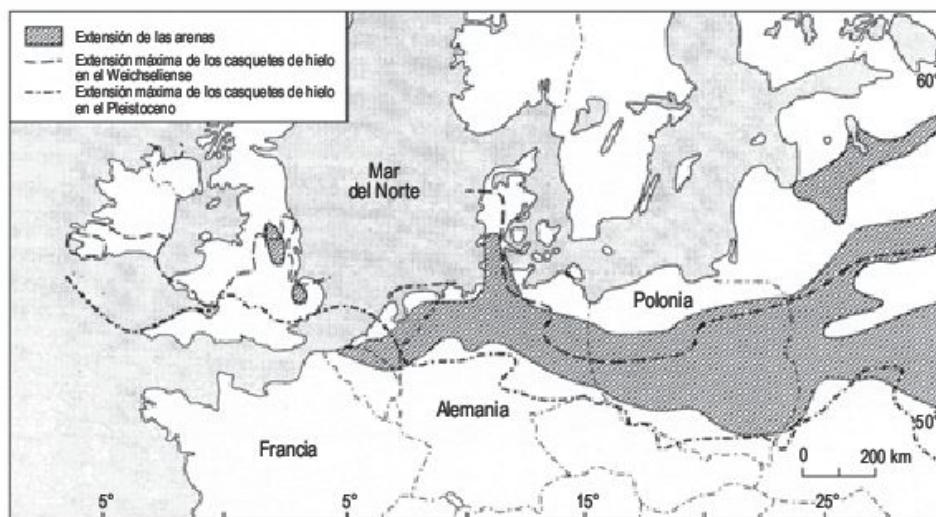 Extensión de las arenas
Extensión máxima de los casquetes de hielo
en el Weichseliense
Extensión máxima de los casquetes de hielo
en el Pleistoceno
60°
Mar
del Norte
Polonia
Alemania
Francia
50°
0 200 km
5° 5° 15° 25°